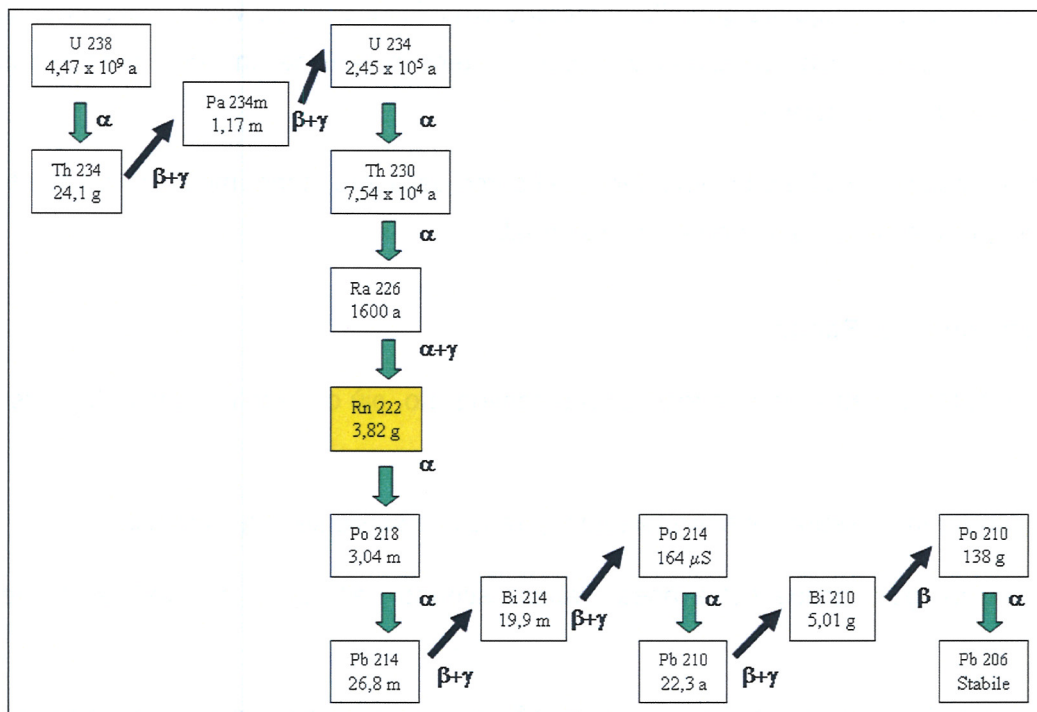 U 238
4,47 x 10⁹ a
α
Th 234
24,1 g
β+γ
Pa 234m
1,17 m
β+γ
U 234
2,45 x 10⁵ a
α
Th 230
7,54 x 10⁴ a
α
Ra 226
1600 a
α+γ
Rn 222
3,82 g
α
Po 218
3,04 m
α
Pb 214
26,8 m
β+γ
Bi 214
19,9 m
β+γ
Po 214
164 μS
α
Pb 210
22,3 a
β+γ
Bi 210
5,01 g
β
Po 210
138 g
α
Pb 206
Stabile